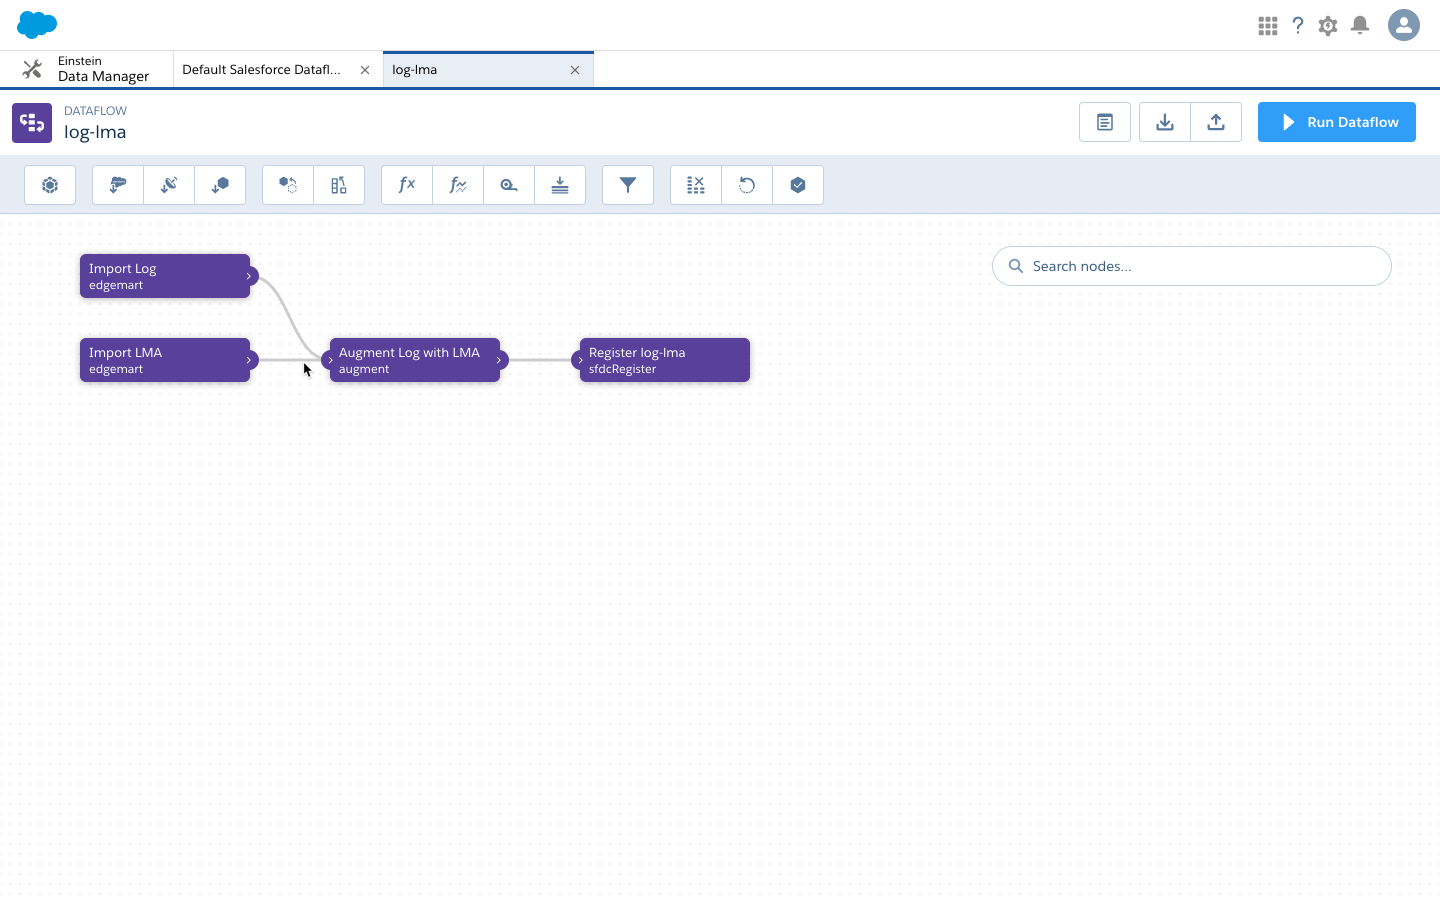 Einstein
Data Manager
Default Salesforce Datafl...
log-lma
DATAFLOW
log-lma
Run Dataflow
Import Log
edgemart
Search nodes...
Import LMA
edgemart
Augment Log with LMA
augment
Register log-lma
sfdcRegister